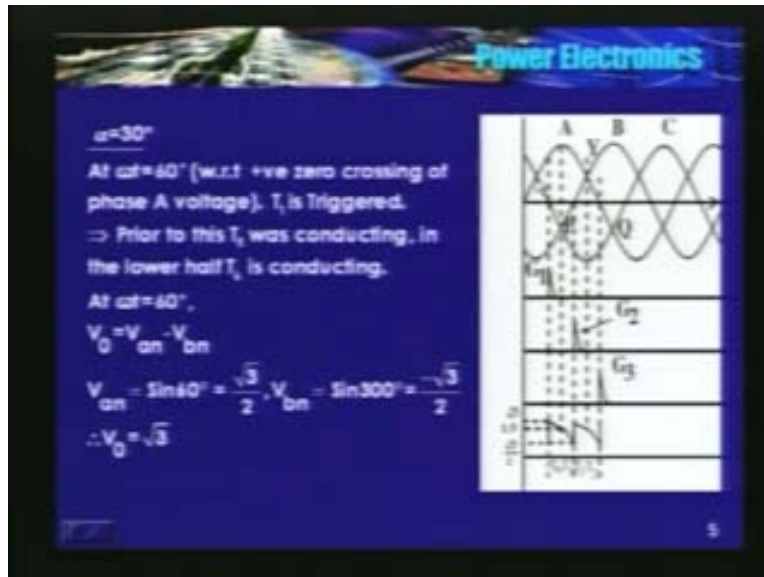 Power Electronics
α=30°
At ωt=60° (w.r.t +ve zero crossing of
phase A voltage). T₁ is Triggered.
⇒ Prior to this T₅ was conducting, in
the lower half T₆ is conducting.
At ωt=60°,
V₀=Van-Vbn
Van = Sin60° = √3/2, Vbn = Sin300°= -√3/2
∴V₀=√3
A B C
Q
G1
G2
G3
5